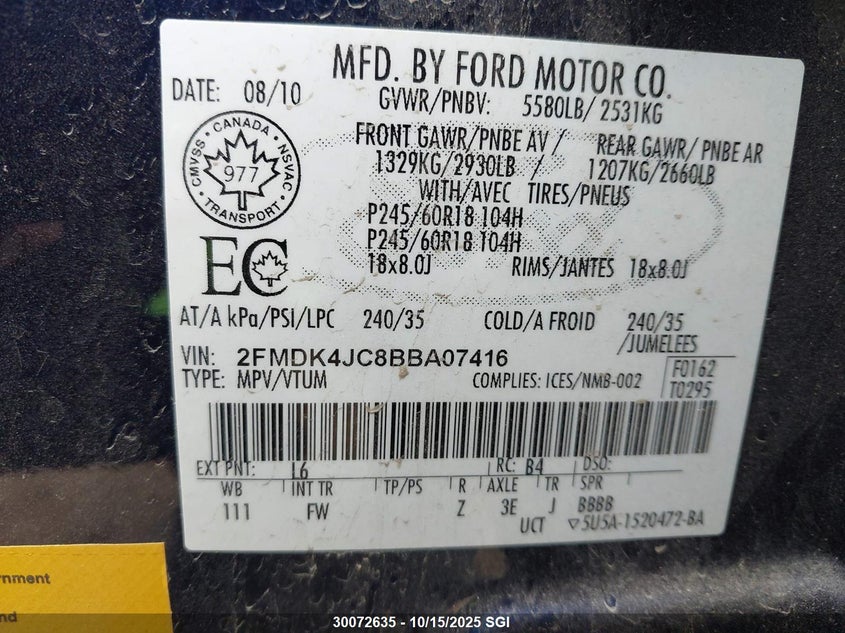 MFD. BY FORD MOTOR CO.
DATE: 08/10
GVWR/PNBV: 5580LB/ 2531KG
FRONT GAWR/PNBE AV / REAR GAWR/ PNBE AR
1329KG/2930LB / 1207KG/2660LB
WITH/AVEC TIRES/PNEUS
P245/60R18 104H
P245/60R18 104H
18x8.0J RIMS/JANTES 18x8.0J
CMVSS • CANADA • NSVAC • TRANSPORT •
977
EC
AT/A kPa/PSI/LPC 240/35 COLD/A FROID 240/35
/JUMELEES
VIN: 2FMDK4JC8BBA07416
TYPE: MPV/VTUM COMPLIES: ICES/NMB-002
F0162
T0295
EXT PNT: L6 RC: B4 DSO:
WB INT TR TP/PS R AXLE TR SPR
111 FW Z 3E J BBBB
UCT ▽5U5A-1520472-BA
rnment
nd
30072635 - 10/15/2025 SGI